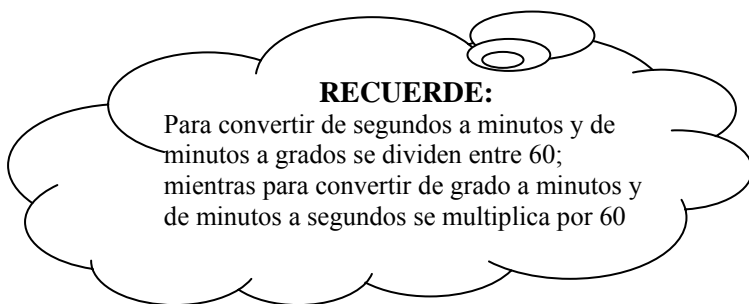 RECUERDE:
Para convertir de segundos a minutos y de
minutos a grados se dividen entre 60;
mientras para convertir de grado a minutos y
de minutos a segundos se multiplica por 60